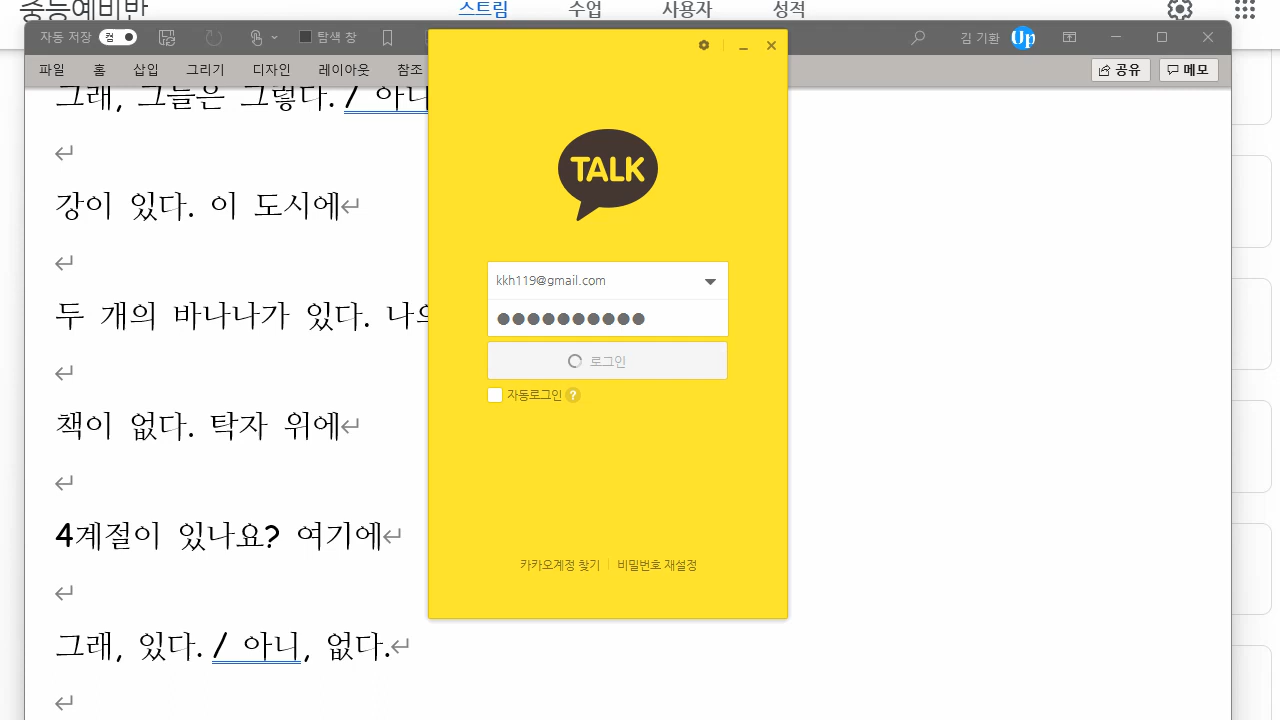 중등예비반
스트림 수업 사용자 성적
자동 저장 컴 탐색 창 김 기환 Up
파일 홈 삽입 그리기 디자인 레이아웃 참조 공유 메모
그래, 그들은 그렇다. / 아니
강이 있다. 이 도시에
두 개의 바나나가 있다. 나의
책이 없다. 탁자 위에
4계절이 있나요? 여기에
그래, 있다. / 아니, 없다.
TALK
kkh119@gmail.com
●●●●●●●●●●
로그인
자동로그인 ?
카카오계정 찾기 | 비밀번호 재설정